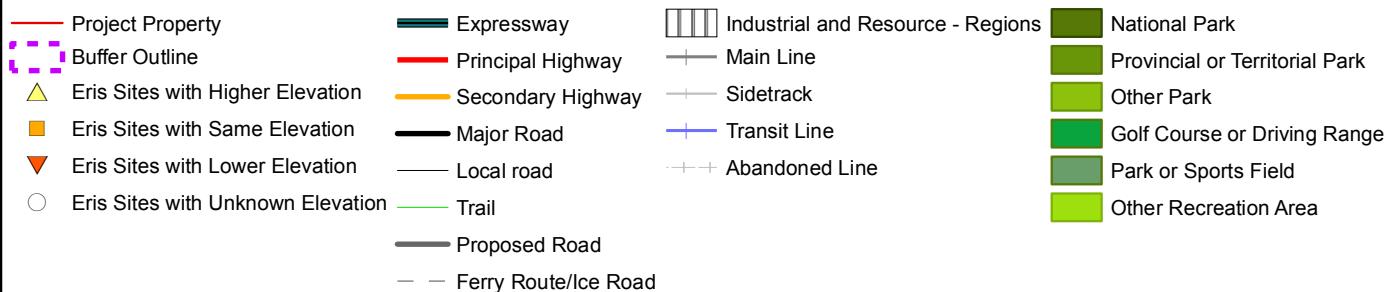 Project Property
Buffer Outline
Eris Sites with Higher Elevation
Eris Sites with Same Elevation
Eris Sites with Lower Elevation
Eris Sites with Unknown Elevation
Expressway
Principal Highway
Secondary Highway
Major Road
Local road
Trail
Proposed Road
Ferry Route/Ice Road
Industrial and Resource - Regions
Main Line
Sidetrack
Transit Line
Abandoned Line
National Park
Provincial or Territorial Park
Other Park
Golf Course or Driving Range
Park or Sports Field
Other Recreation Area